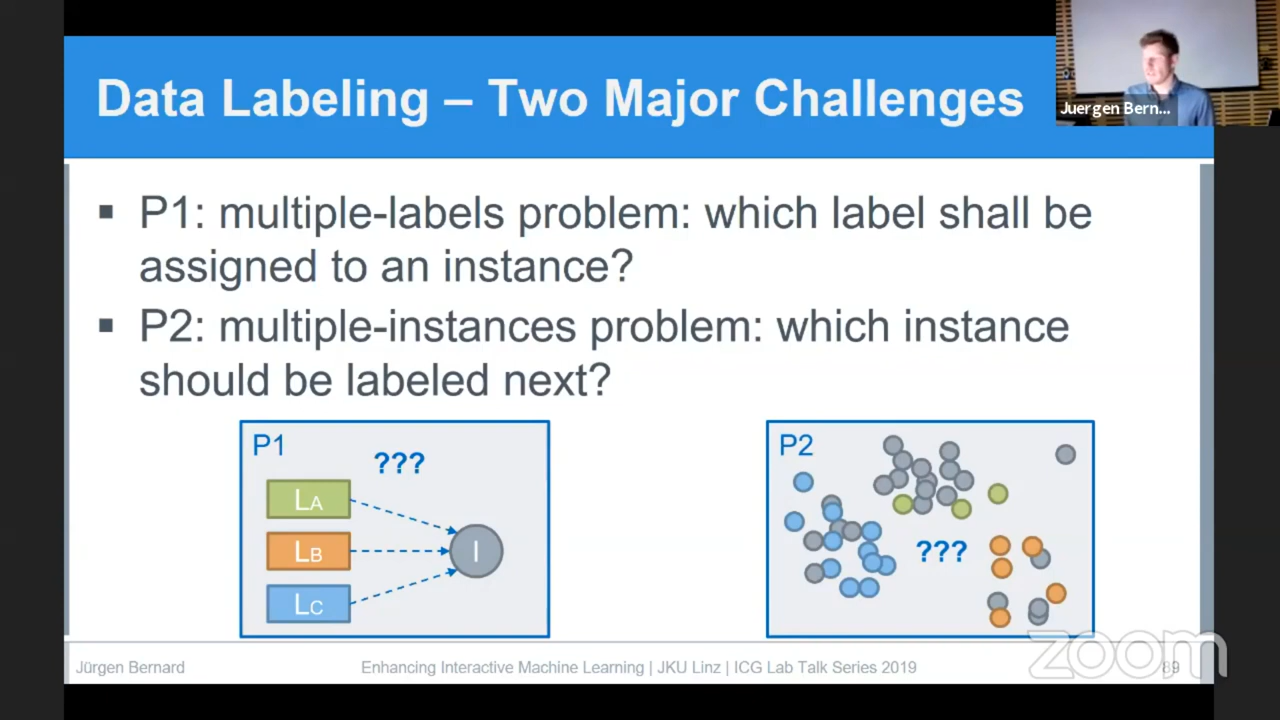 Data Labeling – Two Major Challenges
Juergen Bern...
▪ P1: multiple-labels problem: which label shall be
assigned to an instance?
▪ P2: multiple-instances problem: which instance
should be labeled next?
P1
???
LA
LB
LC
I
P2
???
Jürgen Bernard
Enhancing Interactive Machine Learning | JKU Linz | ICG Lab Talk Series 2019
89
zoom